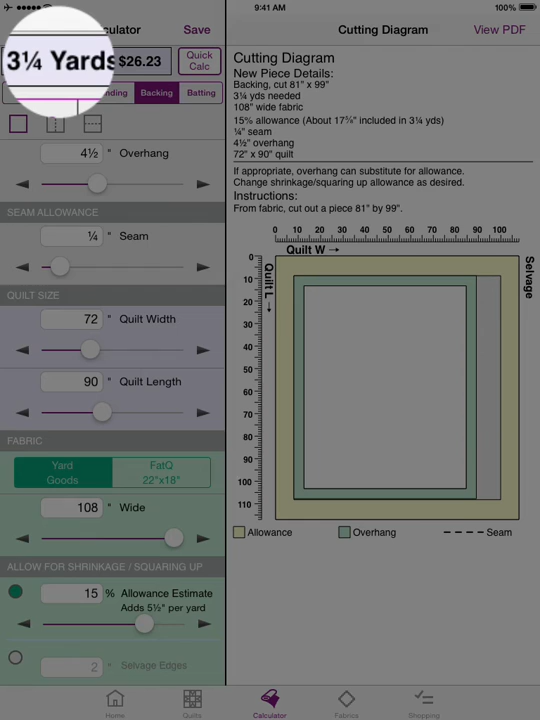 9:41 AM
100%
Save
Cutting Diagram
View PDF
3¼ Yards
$26.23
Quick
Calc
Backing
Batting
4½ " Overhang
SEAM ALLOWANCE
¼ " Seam
QUILT SIZE
72 " Quilt Width
90 " Quilt Length
FABRIC
Yard
Goods
FatQ
22"x18"
108 " Wide
ALLOW FOR SHRINKAGE / SQUARING UP
15 % Allowance Estimate
Adds 5½" per yard
2 " Selvage Edges
Cutting Diagram
New Piece Details:
Backing, cut 81" x 99"
3¼ yds needed
108" wide fabric
15% allowance (About 17⅝" included in 3¼ yds)
¼" seam
4½" overhang
72" x 90" quilt
If appropriate, overhang can substitute for allowance.
Change shrinkage/squaring up allowance as desired.
Instructions:
From fabric, cut out a piece 81" by 99".
0 10 20 30 40 50 60 70 80 90 100
Quilt W →
Quilt L →
Selvage
0
10
20
30
40
50
60
70
80
90
100
110
Allowance
Overhang
Seam
Home
Quilts
Calculator
Fabrics
Shopping